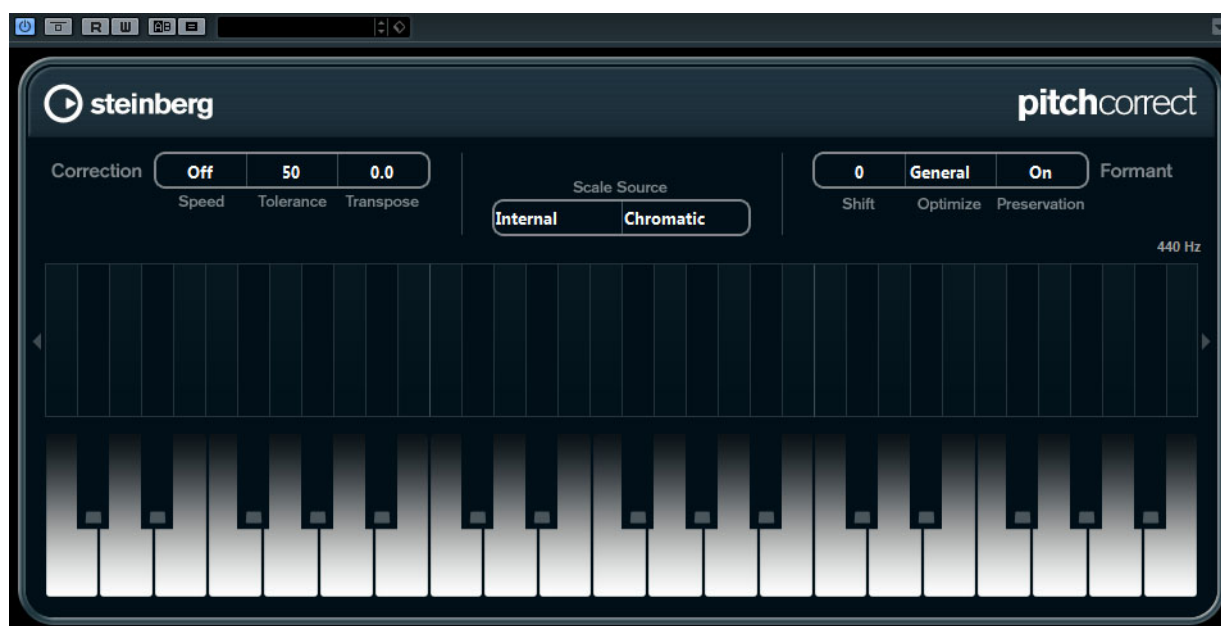 R W AB
steinberg pitchcorrect
Correction Off 50 0.0 0 General On Formant
Speed Tolerance Transpose Scale Source Shift Optimize Preservation
Internal Chromatic
440 Hz